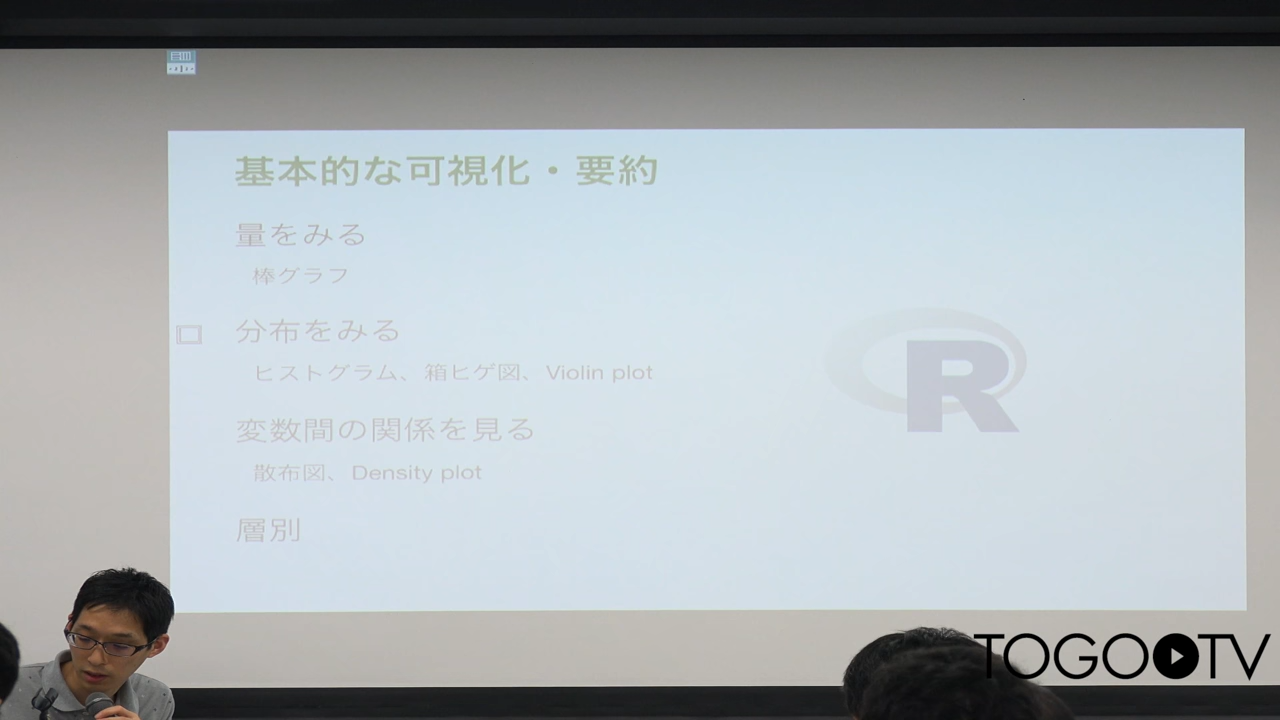 基本的な可視化・要約
量をみる
棒グラフ
分布をみる
ヒストグラム、箱ヒゲ図、Violin plot
変数間の関係を見る
散布図、Density plot
層別
R
TOGOTV